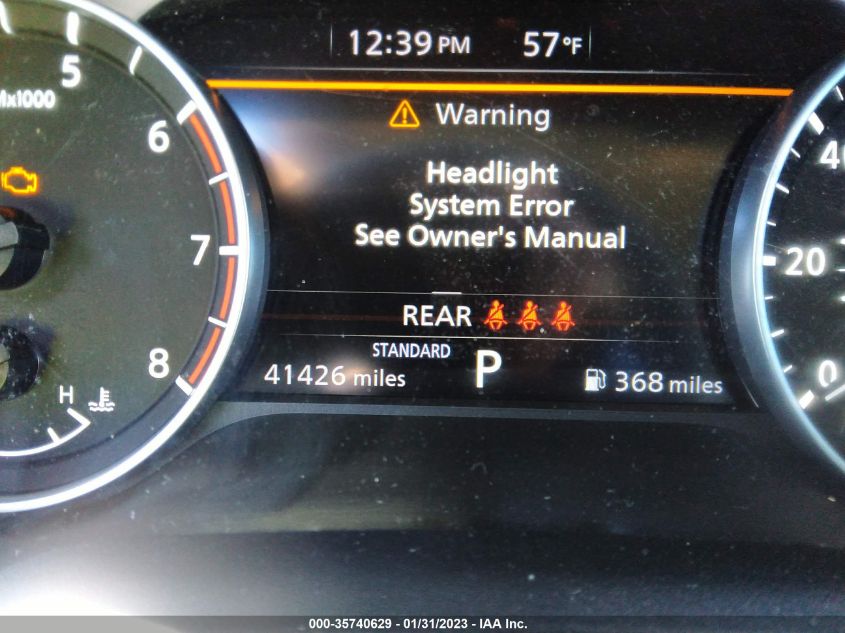 12:39 PM 57°F
5
x1000
Warning
6
Headlight
System Error
See Owner's Manual
40
7
20
REAR
STANDARD
8
P
41426 miles
368 miles
0
H
000-35740629 - 01/31/2023 - IAA Inc.